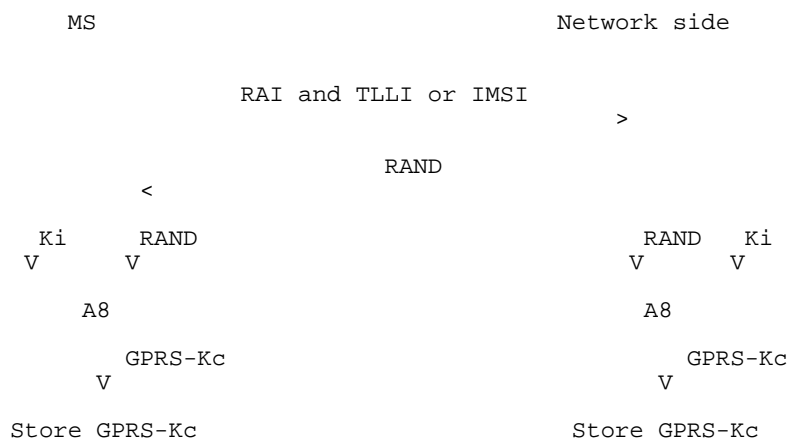 MS Network side
RAI and TLLI or IMSI
>
RAND
<
Ki RAND RAND Ki
V V V V
A8 A8
GPRS-Kc GPRS-Kc
V V
Store GPRS-Kc Store GPRS-Kc